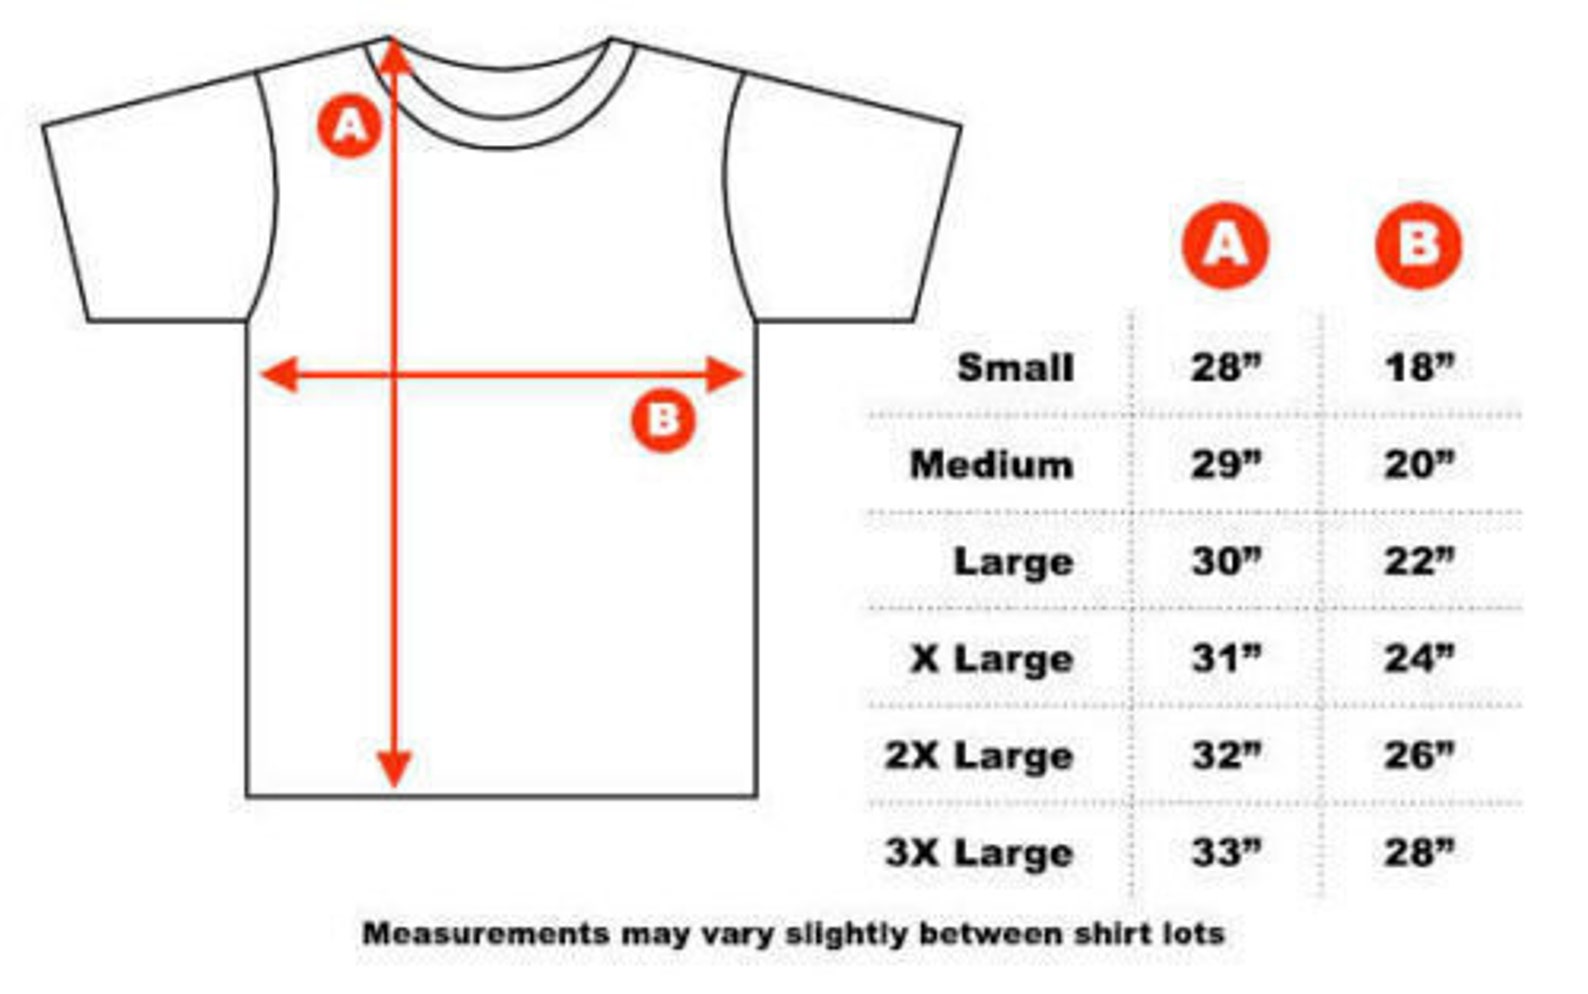 A
B
A B
Small 28” 18”
Medium 29” 20”
Large 30” 22”
X Large 31” 24”
2X Large 32” 26”
3X Large 33” 28”
Measurements may vary slightly between shirt lots